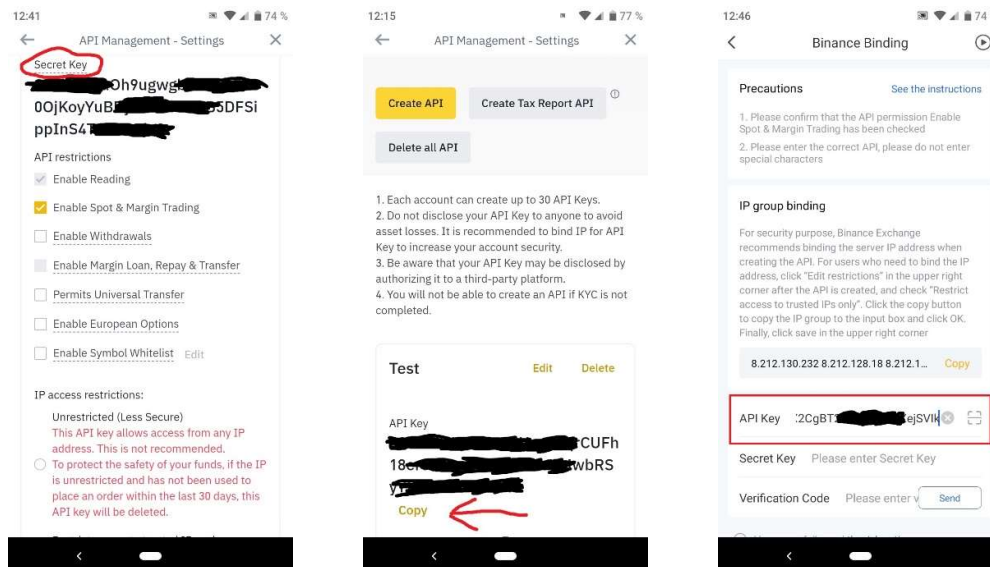 12:41
74 %
API Management - Settings
Secret Key
Oh9ugwg
0OjKoyYuB
5DFSi
ppInS4
API restrictions
Enable Reading
Enable Spot & Margin Trading
Enable Withdrawals
Enable Margin Loan, Repay & Transfer
Permits Universal Transfer
Enable European Options
Enable Symbol Whitelist Edit
IP access restrictions:
Unrestricted (Less Secure)
This API key allows access from any IP
address. This is not recommended.
To protect the safety of your funds, if the IP
is unrestricted and has not been used to
place an order within the last 30 days, this
API key will be deleted.
12:15
77 %
API Management - Settings
Create API
Create Tax Report API
Delete all API
1. Each account can create up to 30 API Keys.
2. Do not disclose your API Key to anyone to avoid
asset losses. It is recommended to bind IP for API
Key to increase your account security.
3. Be aware that your API Key may be disclosed by
authorizing it to a third-party platform.
4. You will not be able to create an API if KYC is not
completed.
Test Edit Delete
API Key
CUFh
18
wbRS
Copy
12:46
74
Binance Binding
Precautions See the instructions
1. Please confirm that the API permission Enable
Spot & Margin Trading has been checked
2. Please enter the correct API, please do not enter
special characters
IP group binding
For security purpose, Binance Exchange
recommends binding the server IP address when
creating the API. For users who need to bind the IP
address, click "Edit restrictions" in the upper right
corner after the API is created, and check "Restrict
access to trusted IPs only". Click the copy button
to copy the IP group to the input box and click OK.
Finally, click save in the upper right corner
8.212.130.232 8.212.128.18 8.212.1... Copy
API Key 2CgBT ejSVIk
Secret Key Please enter Secret Key
Verification Code Please enter v Send